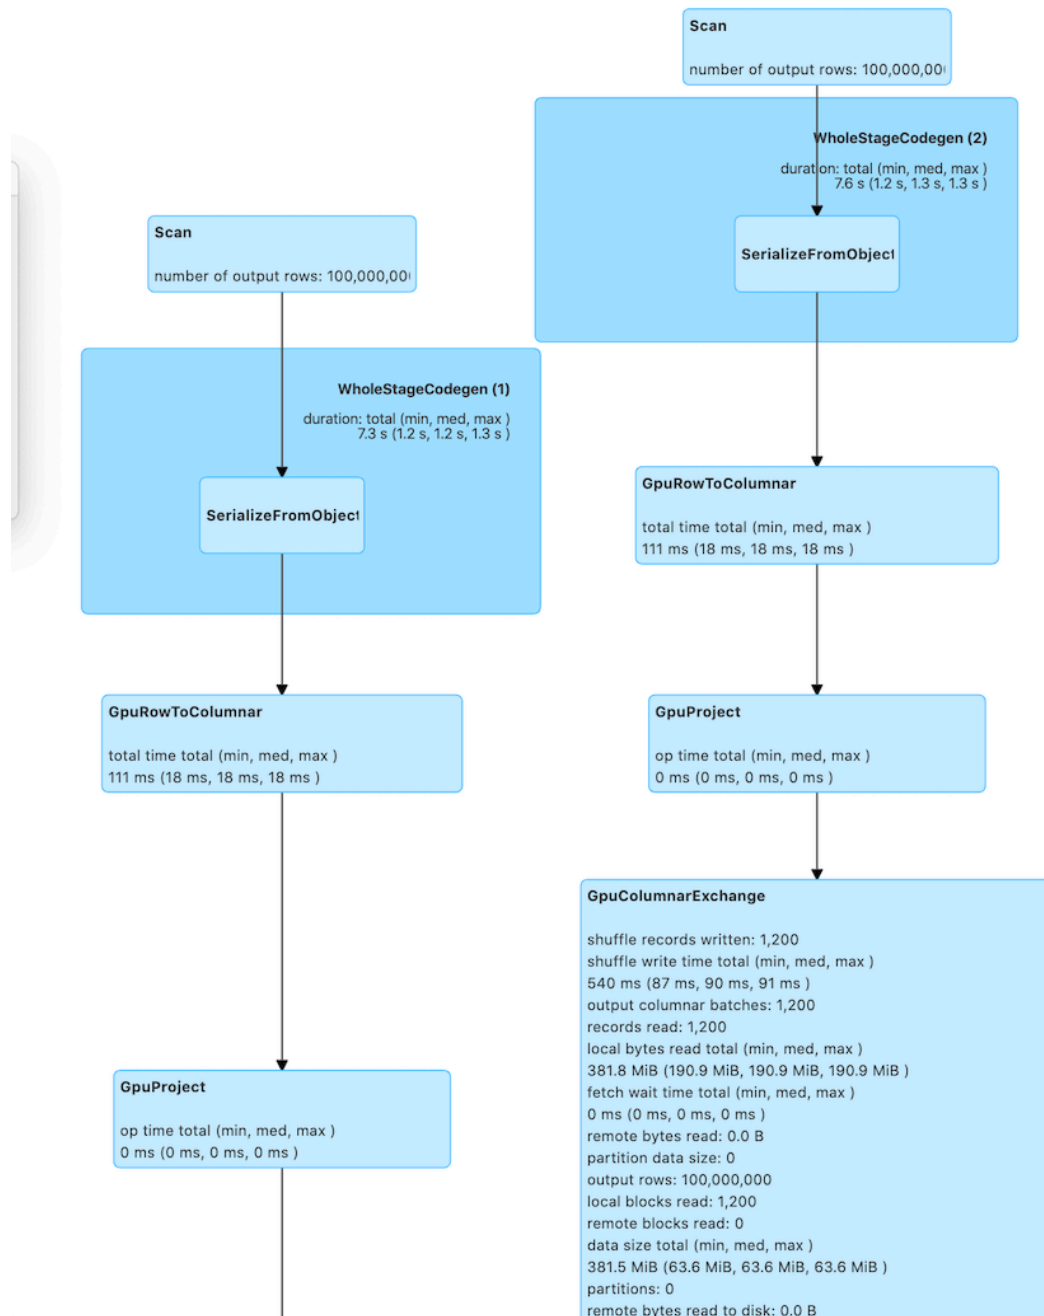 Scan
number of output rows: 100,000,00
WholeStageCodegen (2)
duration: total (min, med, max )
7.6 s (1.2 s, 1.3 s, 1.3 s )
SerializeFromObject
GpuRowToColumnar
total time total (min, med, max )
111 ms (18 ms, 18 ms, 18 ms )
GpuProject
op time total (min, med, max )
0 ms (0 ms, 0 ms, 0 ms )
GpuColumnarExchange
shuffle records written: 1,200
shuffle write time total (min, med, max )
540 ms (87 ms, 90 ms, 91 ms )
output columnar batches: 1,200
records read: 1,200
local bytes read total (min, med, max )
381.8 MiB (190.9 MiB, 190.9 MiB, 190.9 MiB )
fetch wait time total (min, med, max )
0 ms (0 ms, 0 ms, 0 ms )
remote bytes read: 0.0 B
partition data size: 0
output rows: 100,000,000
local blocks read: 1,200
remote blocks read: 0
data size total (min, med, max )
381.5 MiB (63.6 MiB, 63.6 MiB, 63.6 MiB )
partitions: 0
remote bytes read to disk: 0.0 B
Scan
number of output rows: 100,000,00
WholeStageCodegen (1)
duration: total (min, med, max )
7.3 s (1.2 s, 1.2 s, 1.3 s )
SerializeFromObject
GpuRowToColumnar
total time total (min, med, max )
111 ms (18 ms, 18 ms, 18 ms )
GpuProject
op time total (min, med, max )
0 ms (0 ms, 0 ms, 0 ms )